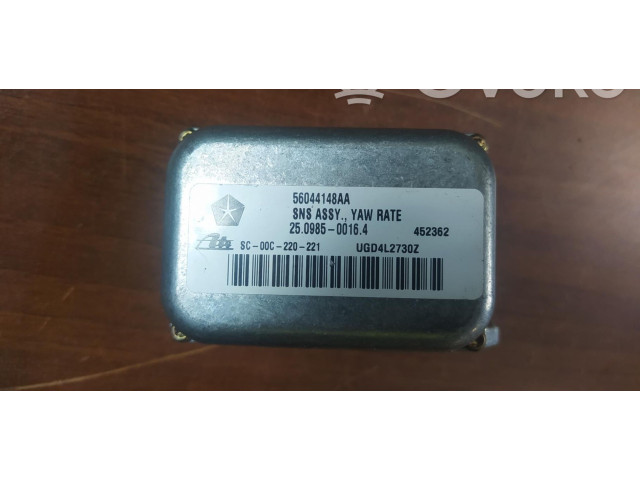 56044148AA
SNS ASSY., YAW RATE
25.0985-0016.4 452362
Ate SC-00C-220-221 UGD4L2730Z